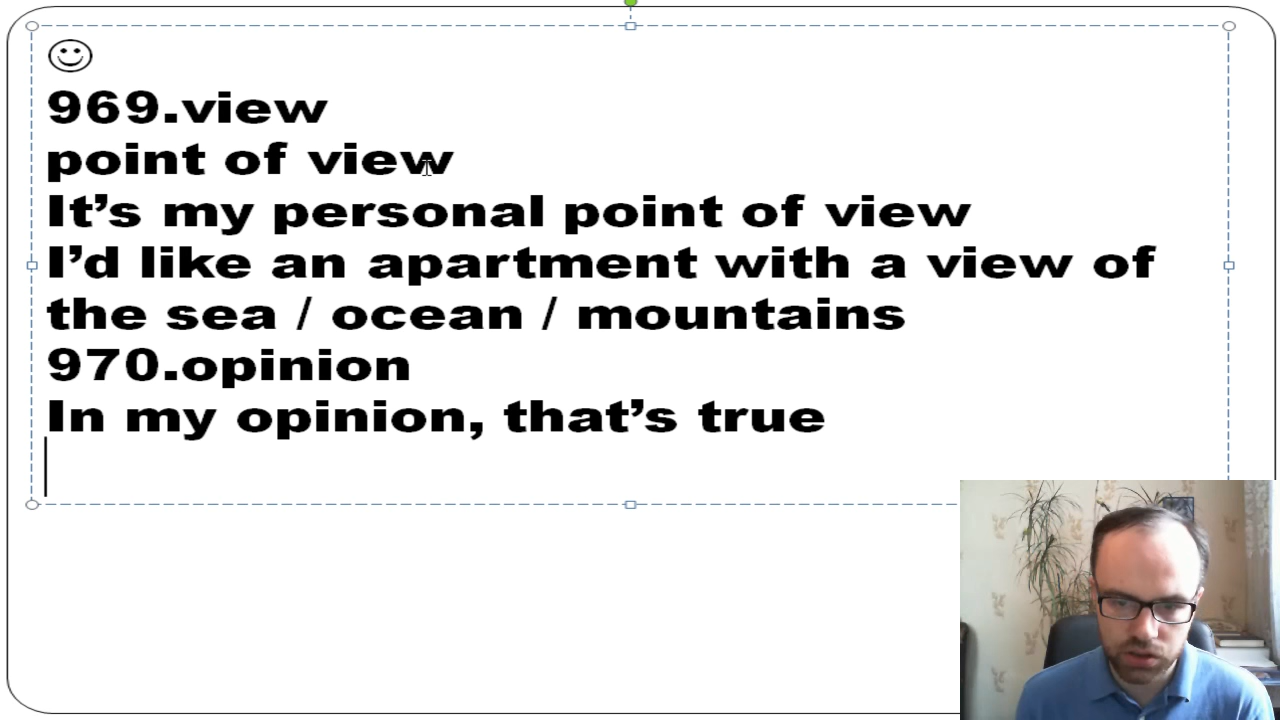 969.view
point of view
It’s my personal point of view
I’d like an apartment with a view of
the sea / ocean / mountains
970.opinion
In my opinion, that’s true